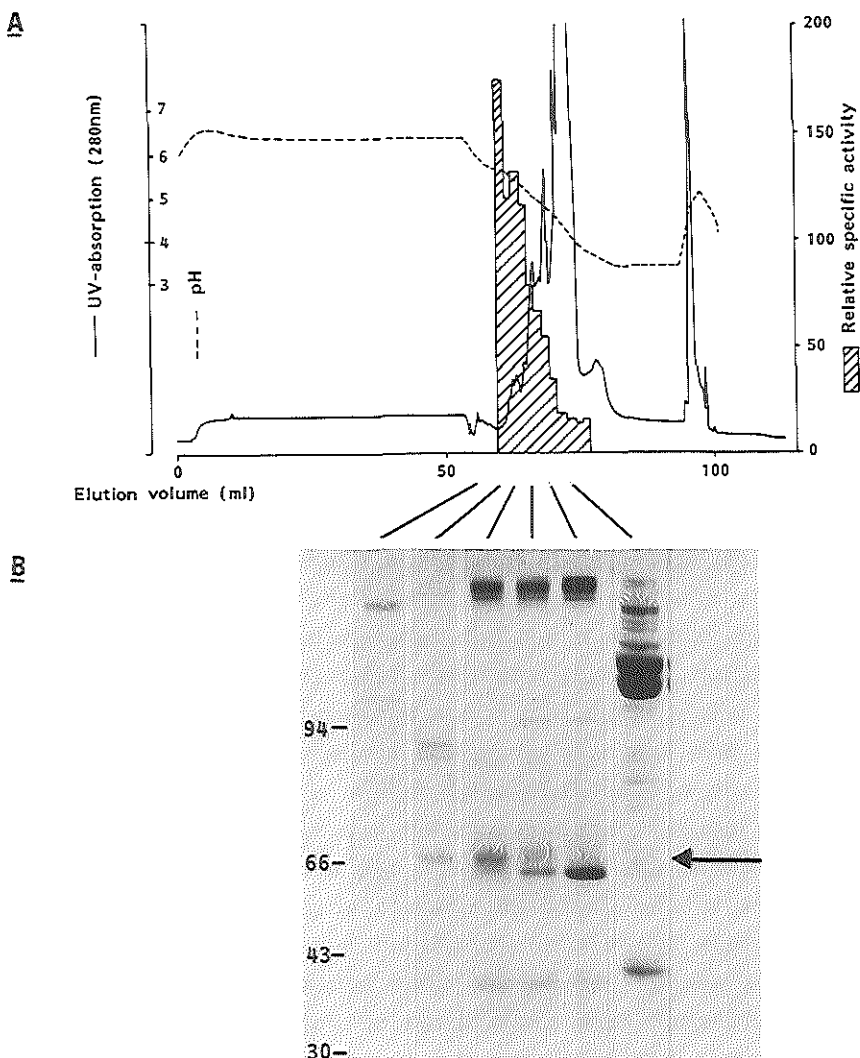 A
UV-absorption (280nm)
pH
7
6
5
4
3
200
150
100
50
0
Relative specific activity
0
50
100
Elution volume (ml)
B
94
66
43
30